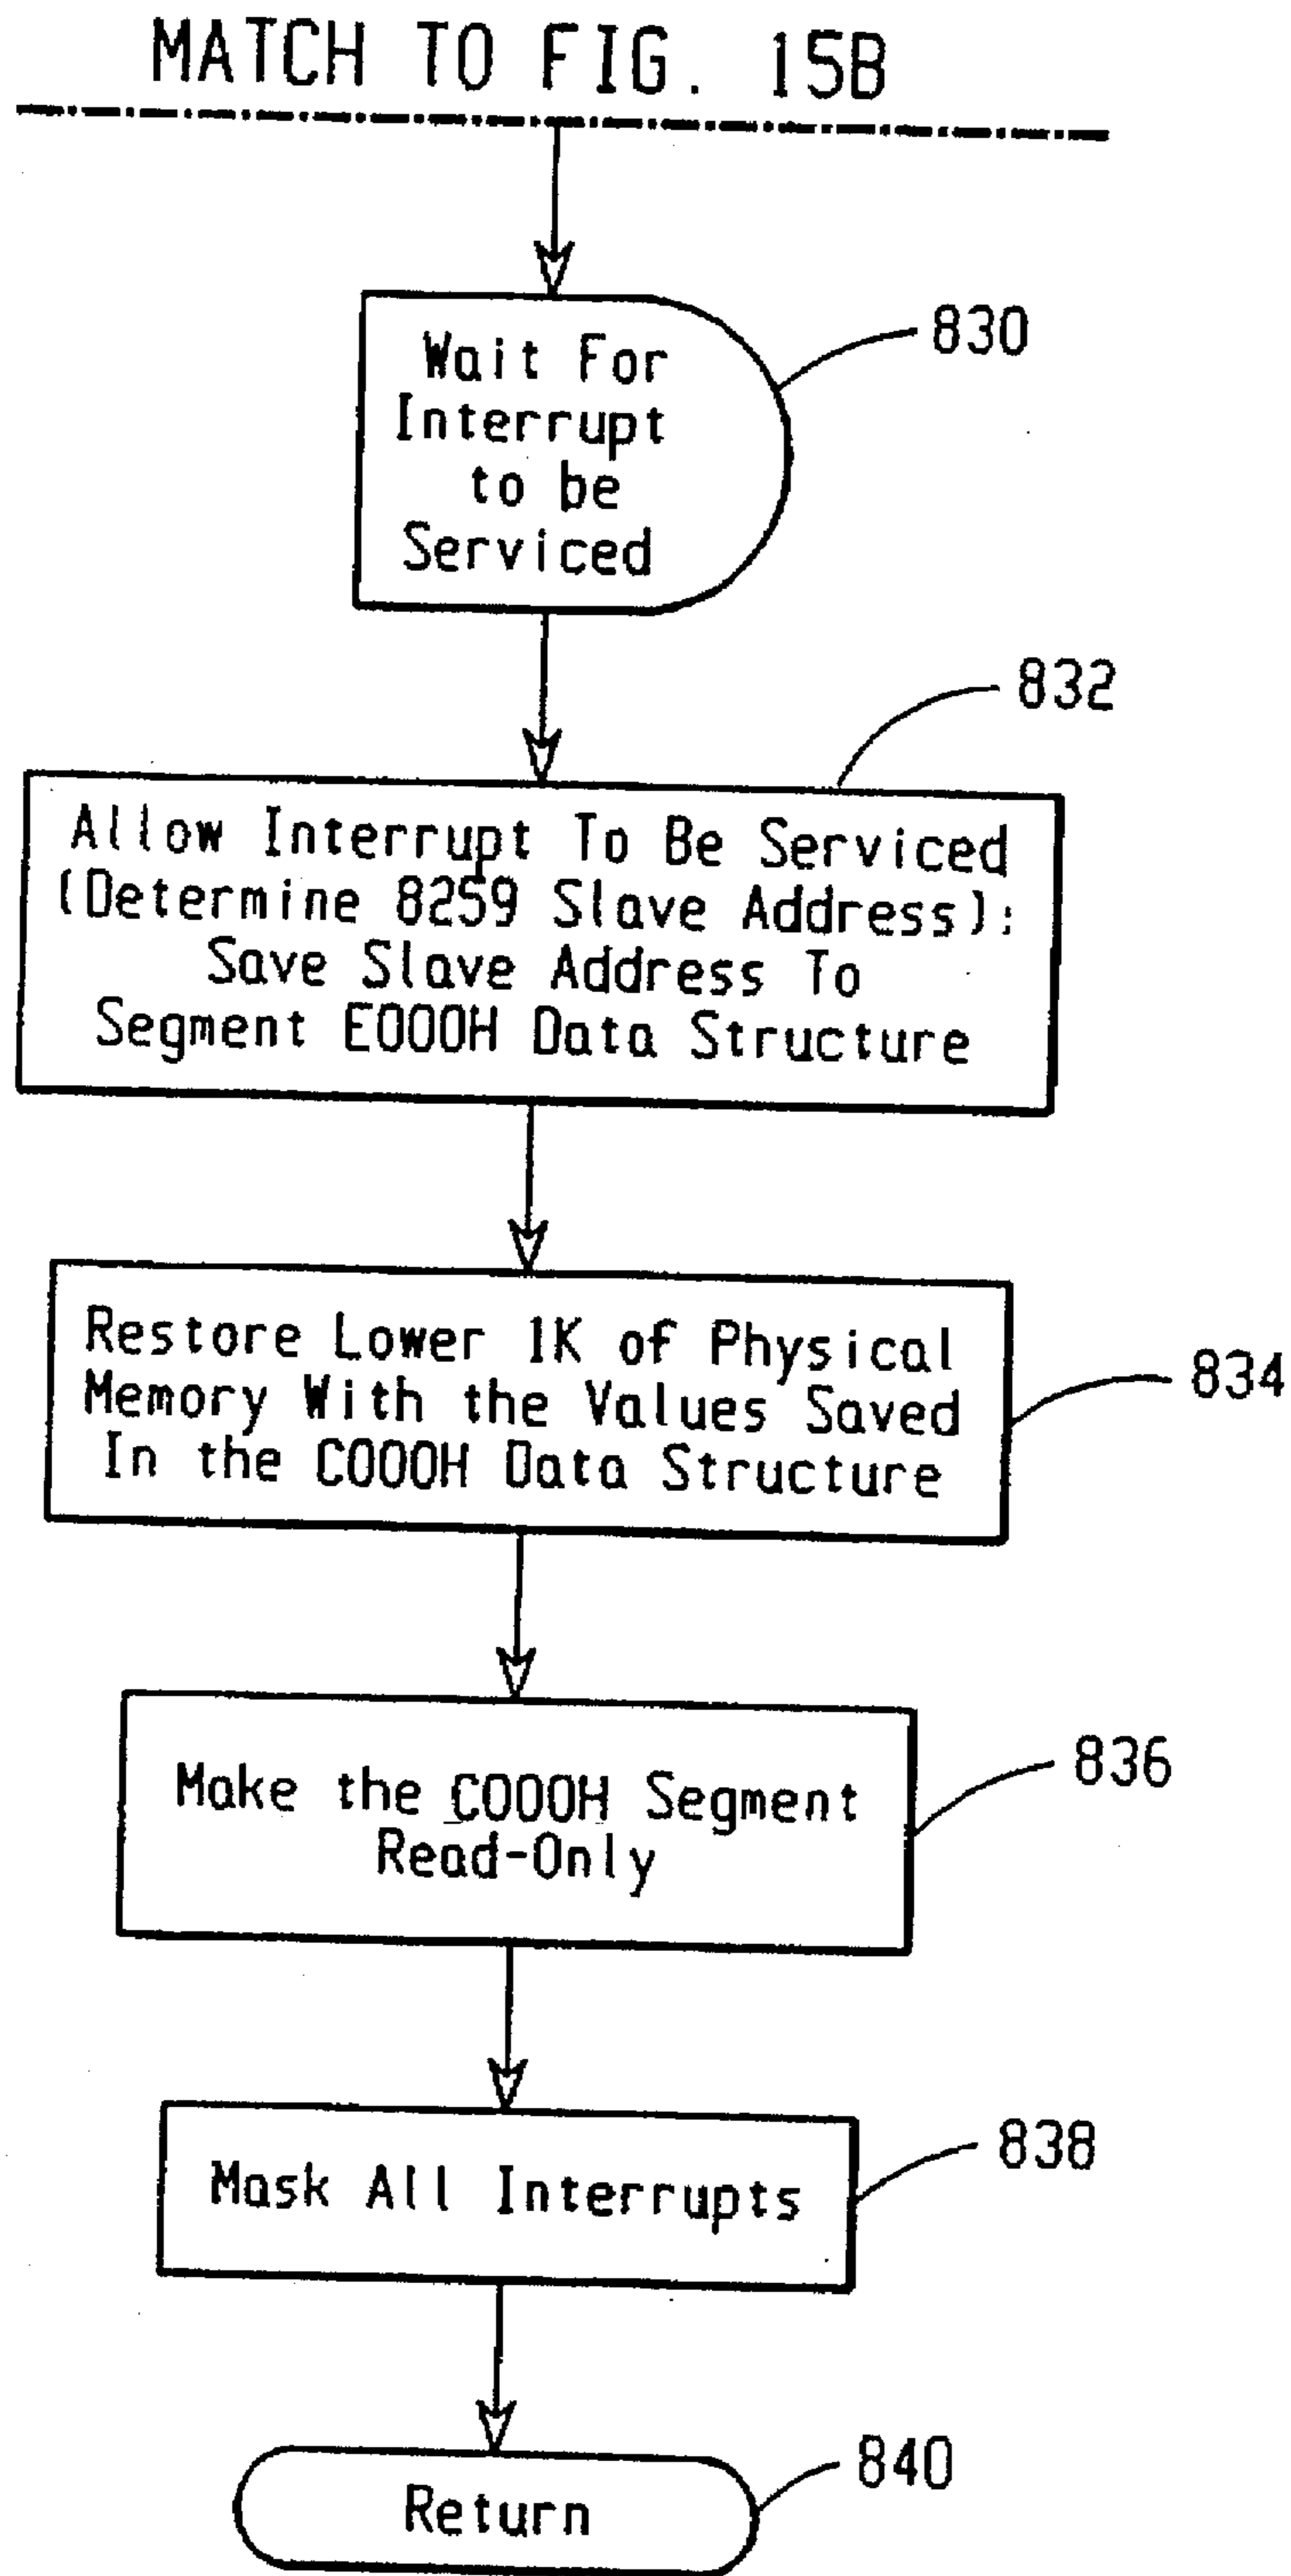 MATCH TO FIG. 15B
Wait For
Interrupt
to be
Serviced
830
832
Allow Interrupt To Be Serviced
(Determine 8259 Slave Address);
Save Slave Address To
Segment E000H Data Structure
Restore Lower 1K of Physical
Memory With the Values Saved
In the C000H Data Structure
834
Make the C000H Segment
Read-Only
836
Mask All Interrupts
838
Return
840